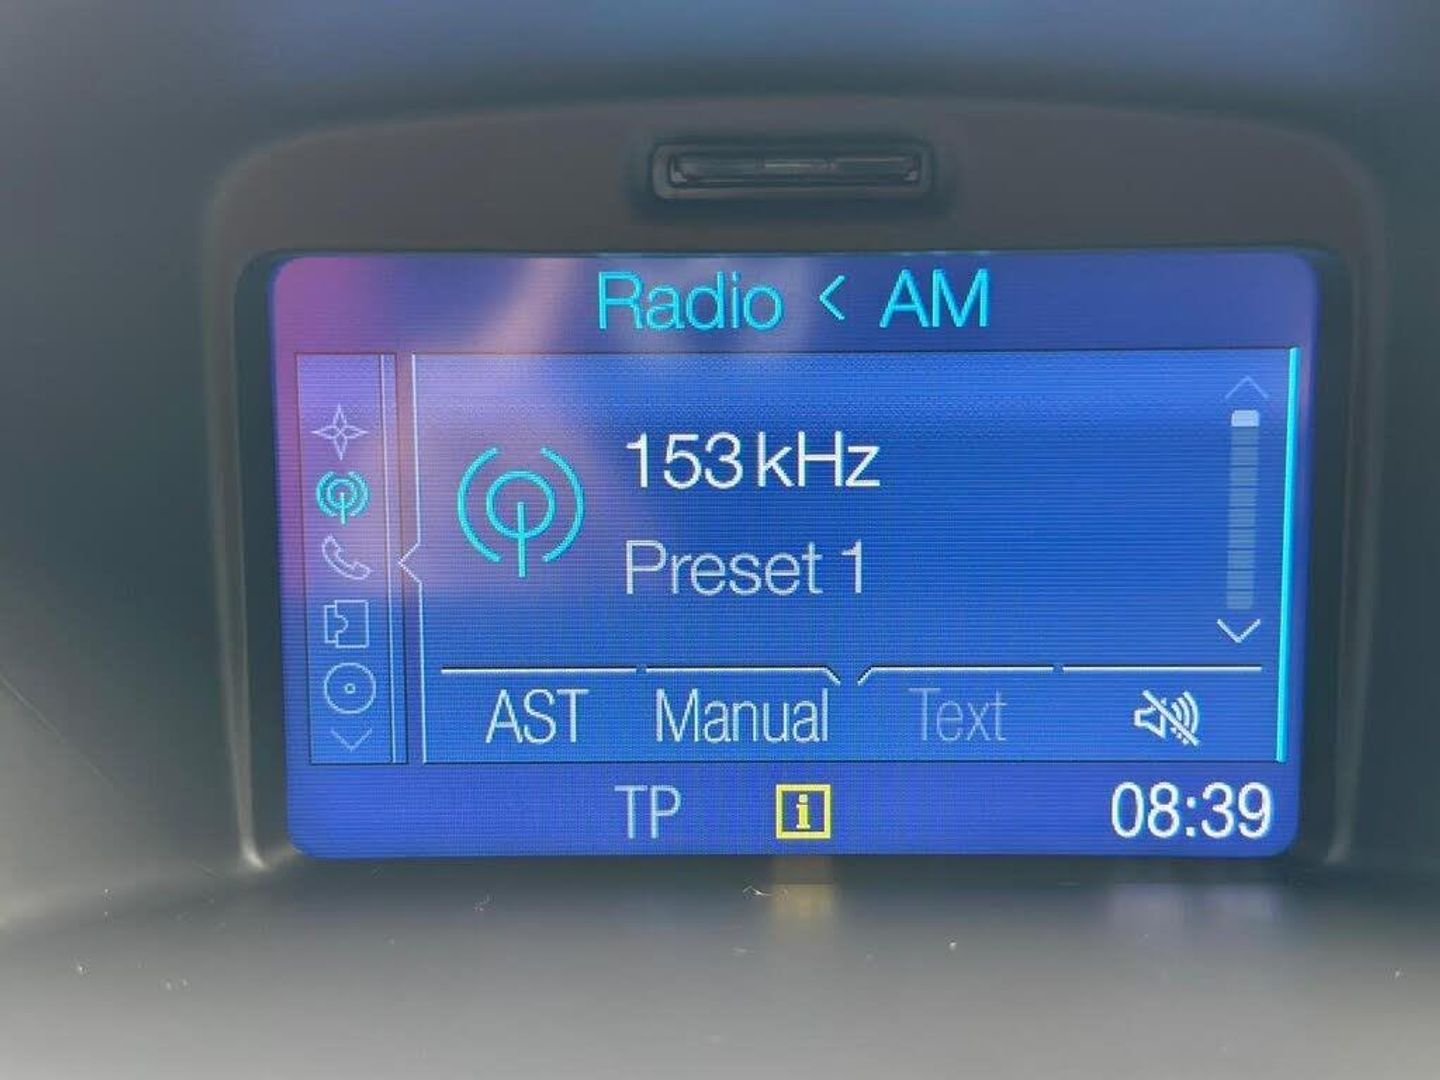 Radio < AM
153 kHz
Preset 1
AST Manual Text
TP i 08:39